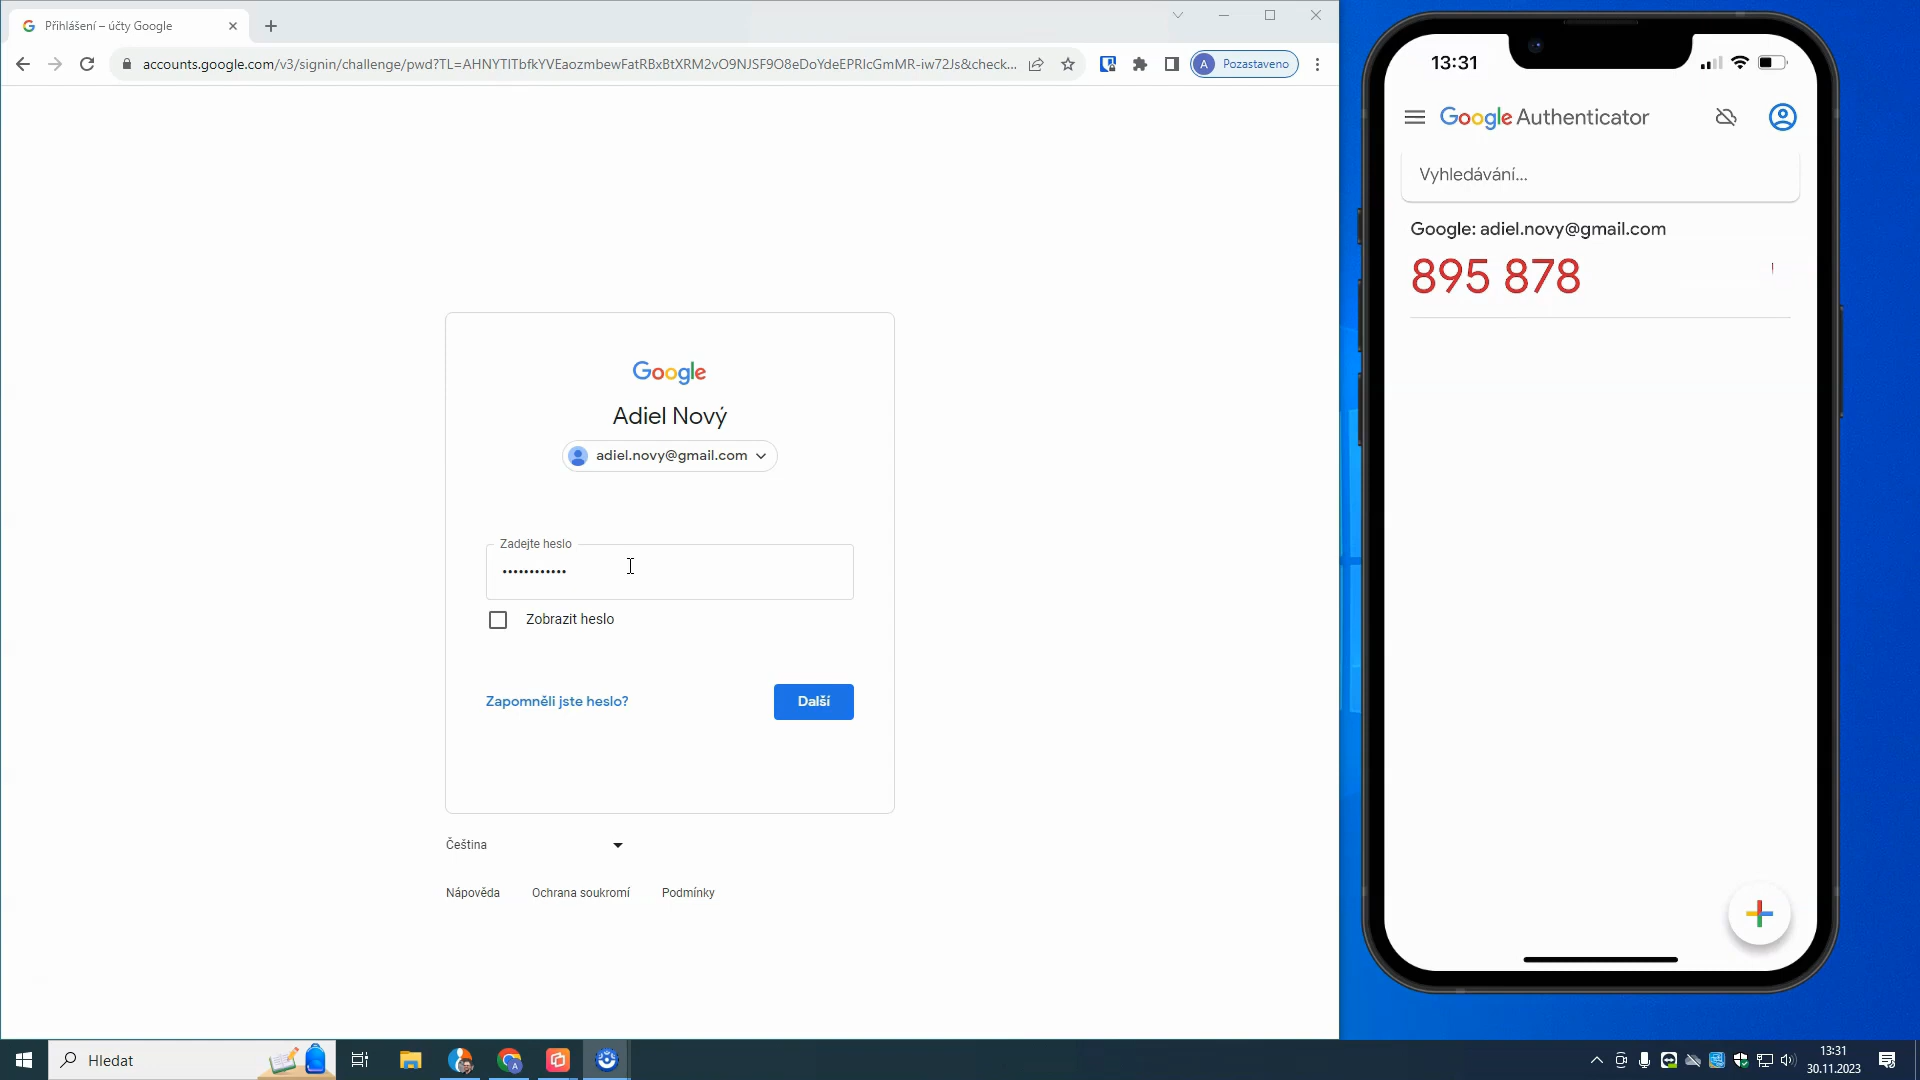 Přihlášení – účty Google
accounts.google.com/v3/signin/challenge/pwd?TL=AHNYTITbfkYVEaozmbewFatRBxBtXRM2vO9NJSF9O8eDoYdeEPRIcGmMR-iw72Js&check...
A Pozastaveno
Google
Adiel Nový
adiel.novy@gmail.com
Zadejte heslo
••••••••••••
Zobrazit heslo
Zapomněli jste heslo?
Další
Čeština
Nápověda Ochrana soukromí Podmínky
13:31
Google Authenticator
Vyhledávání...
Google: adiel.novy@gmail.com
895 878
Hledat
13:31
30.11.2023